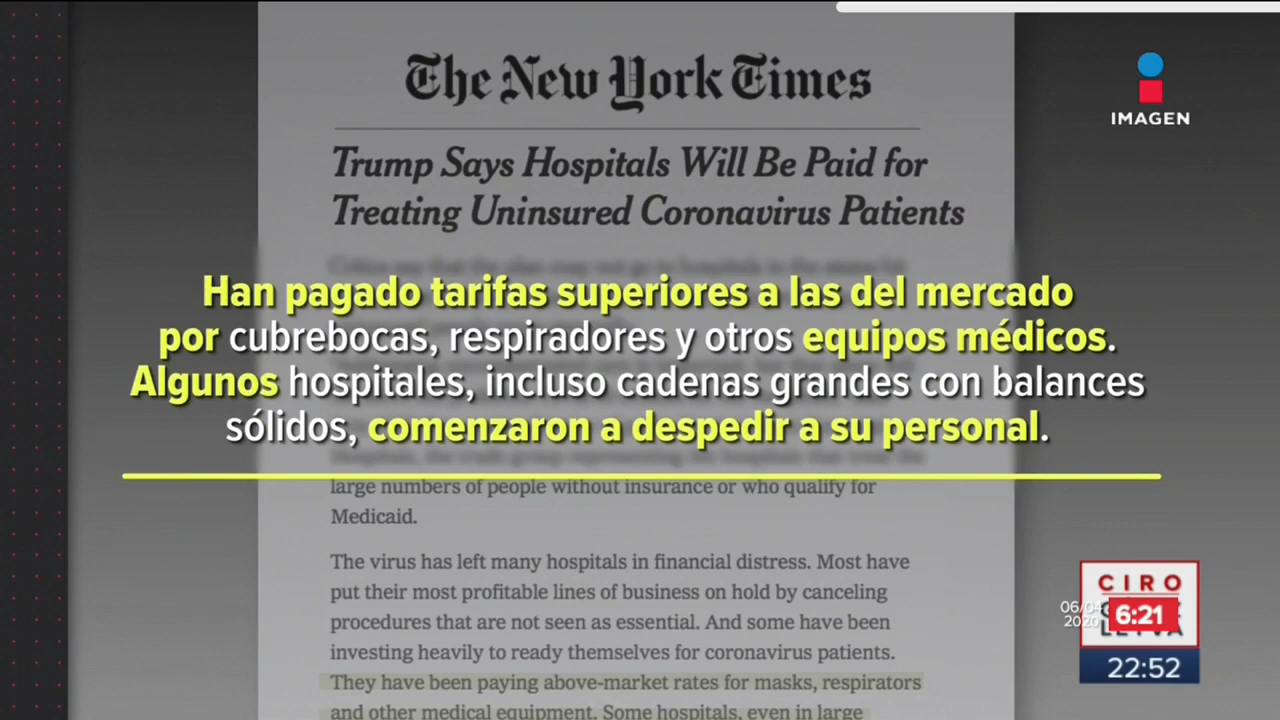 The New York Times
IMAGEN
Trump Says Hospitals Will Be Paid for
Treating Uninsured Coronavirus Patients
Han pagado tarifas superiores a las del mercado
por cubrebocas, respiradores y otros equipos médicos.
Algunos hospitales, incluso cadenas grandes con balances
sólidos, comenzaron a despedir a su personal.
large numbers of people without insurance or who qualify for
Medicaid.
The virus has left many hospitals in financial distress. Most have
put their most profitable lines of business on hold by canceling
procedures that are not seen as essential. And some have been
investing heavily to ready themselves for coronavirus patients.
They have been paying above-market rates for masks, respirators
and other medical equipment. Some hospitals, even in large
CIRO
06/04
2020
6:21
22:52